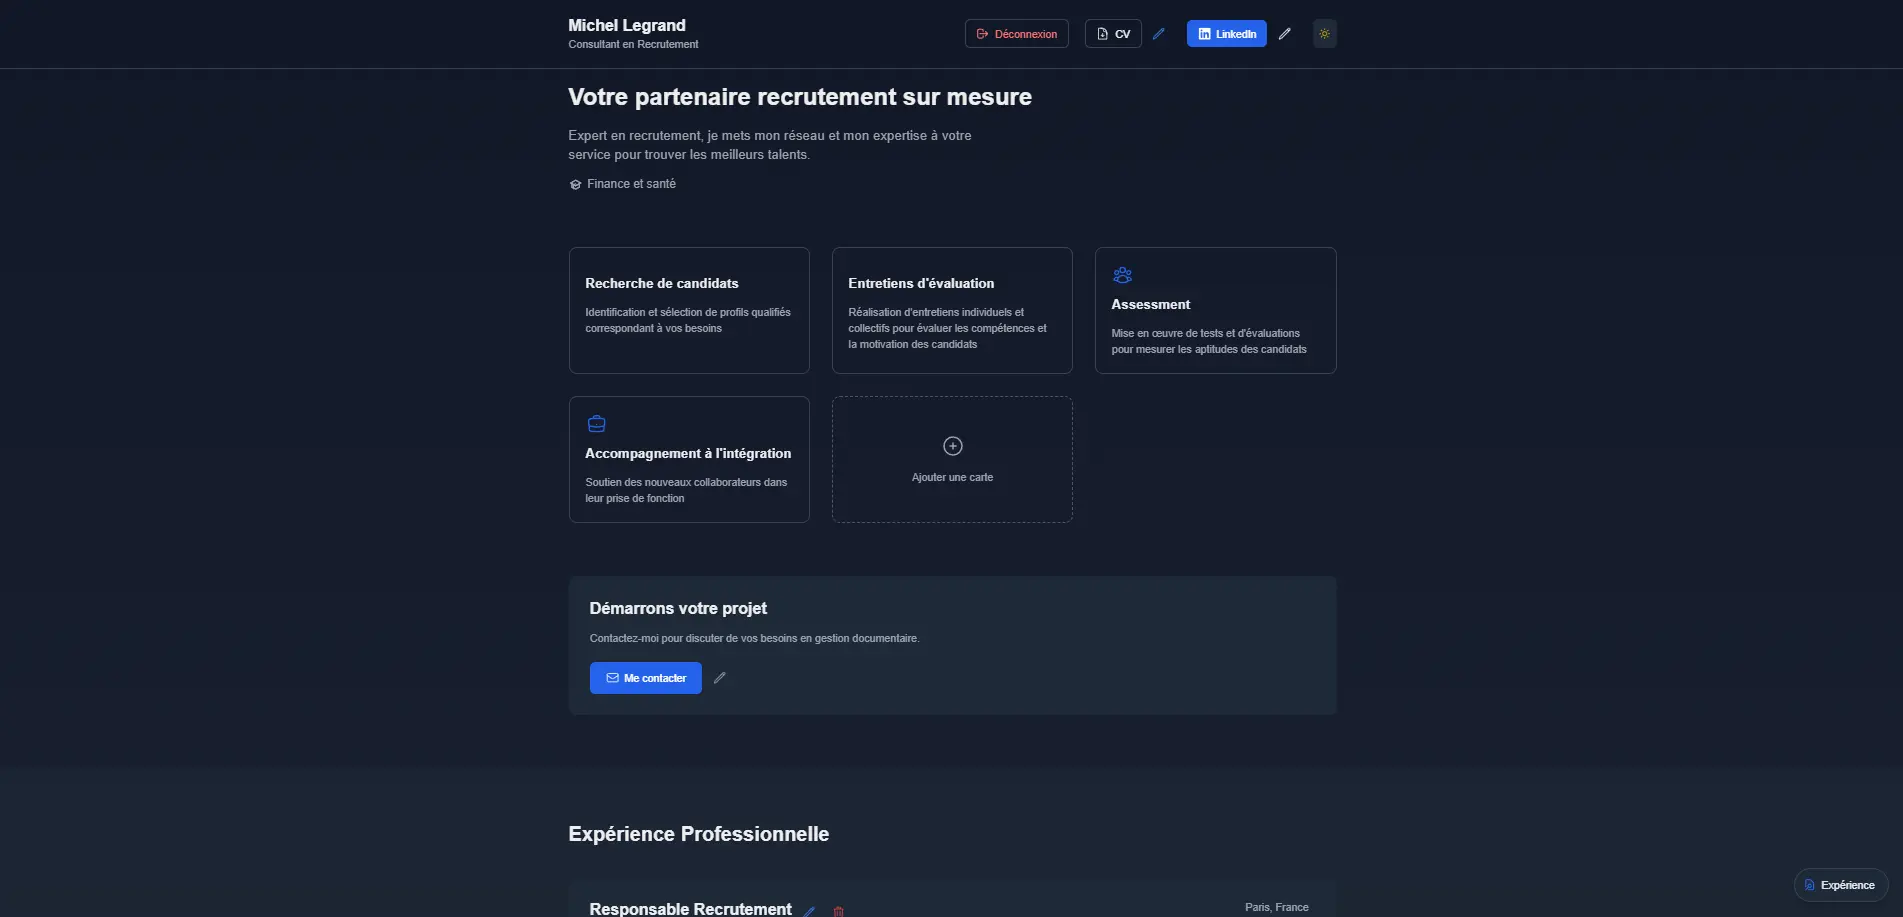 Michel Legrand
Consultant en Recrutement
Déconnexion
CV
LinkedIn
Votre partenaire recrutement sur mesure
Expert en recrutement, je mets mon réseau et mon expertise à votre
service pour trouver les meilleurs talents.
Finance et santé
Recherche de candidats
Identification et sélection de profils qualifiés
correspondant à vos besoins
Entretiens d'évaluation
Réalisation d'entretiens individuels et
collectifs pour évaluer les compétences et
la motivation des candidats
Assessment
Mise en œuvre de tests et d'évaluations
pour mesurer les aptitudes des candidats
Accompagnement à l'intégration
Soutien des nouveaux collaborateurs dans
leur prise de fonction
Ajouter une carte
Démarrons votre projet
Contactez-moi pour discuter de vos besoins en gestion documentaire.
Me contacter
Expérience Professionnelle
Expérience
Responsable Recrutement
Paris, France